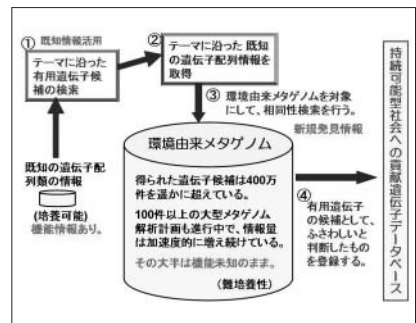 ① 既知情報活用
テーマに沿った
有用遺伝子候
補の検索
②
テーマに沿った 既知
の遺伝子配列情報を
取得
③ 環境由来メタゲノムを対象
にして、相同性検索を行う。
新規発見情報
既知の遺伝子配
列類の情報
(培養可能)
機能情報あり。
環境由来メタゲノム
得られた遺伝子候補は400万
件を遥かに超えている。
100件以上の大型メタゲノム
解析計画も進行中で、情報量
は加速度的に増え続けている。
その大半は機能未知のまま。
(難培養性)
④
有用遺伝子
の候補として、
ふさわしいと
判断したもの
を登録する。
持続可能型社会への貢献遺伝子データベース